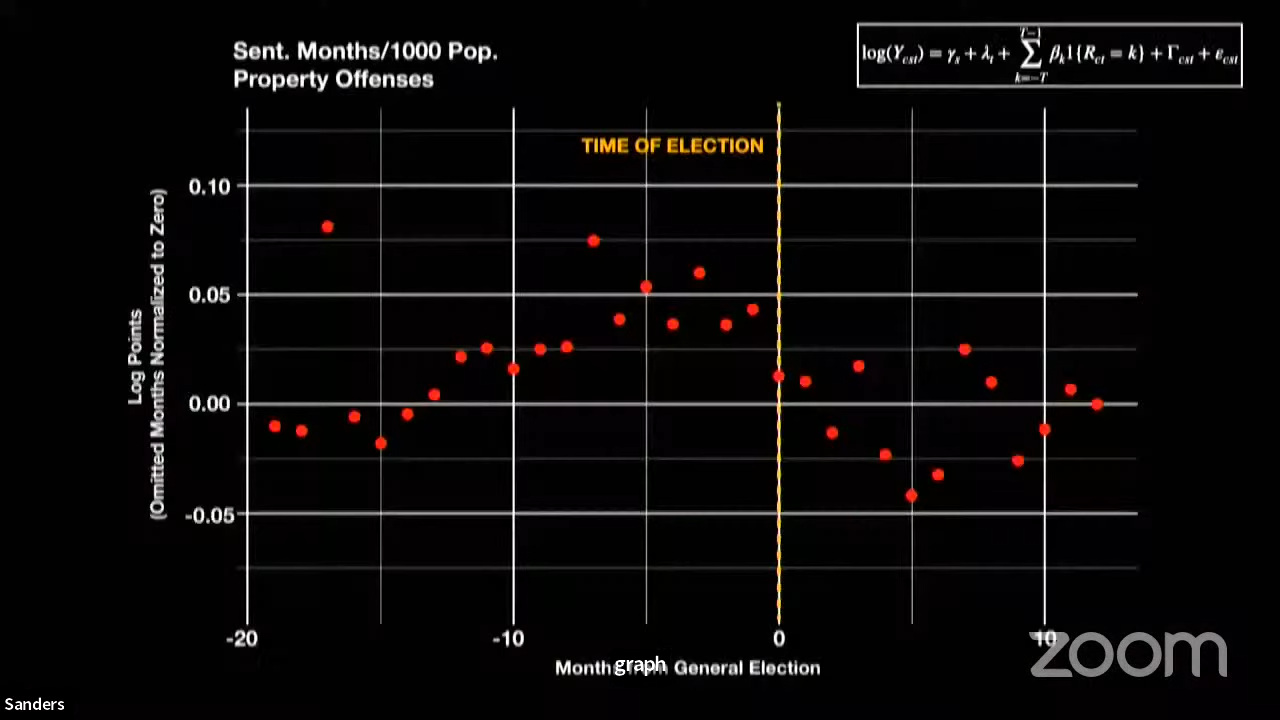 Sent. Months/1000 Pop.
Property Offenses
log(Y_cst) = γ_s + λ_t + Σ_{k=-T}^{T-1} β_k 1{R_ct = k} + Γ_cst + ε_cst
TIME OF ELECTION
0.10
0.05
0.00
-0.05
Log Points
(Omitted Months Normalized to Zero)
-20
-10
0
10
Months from General Election
graph
zoom
Sanders